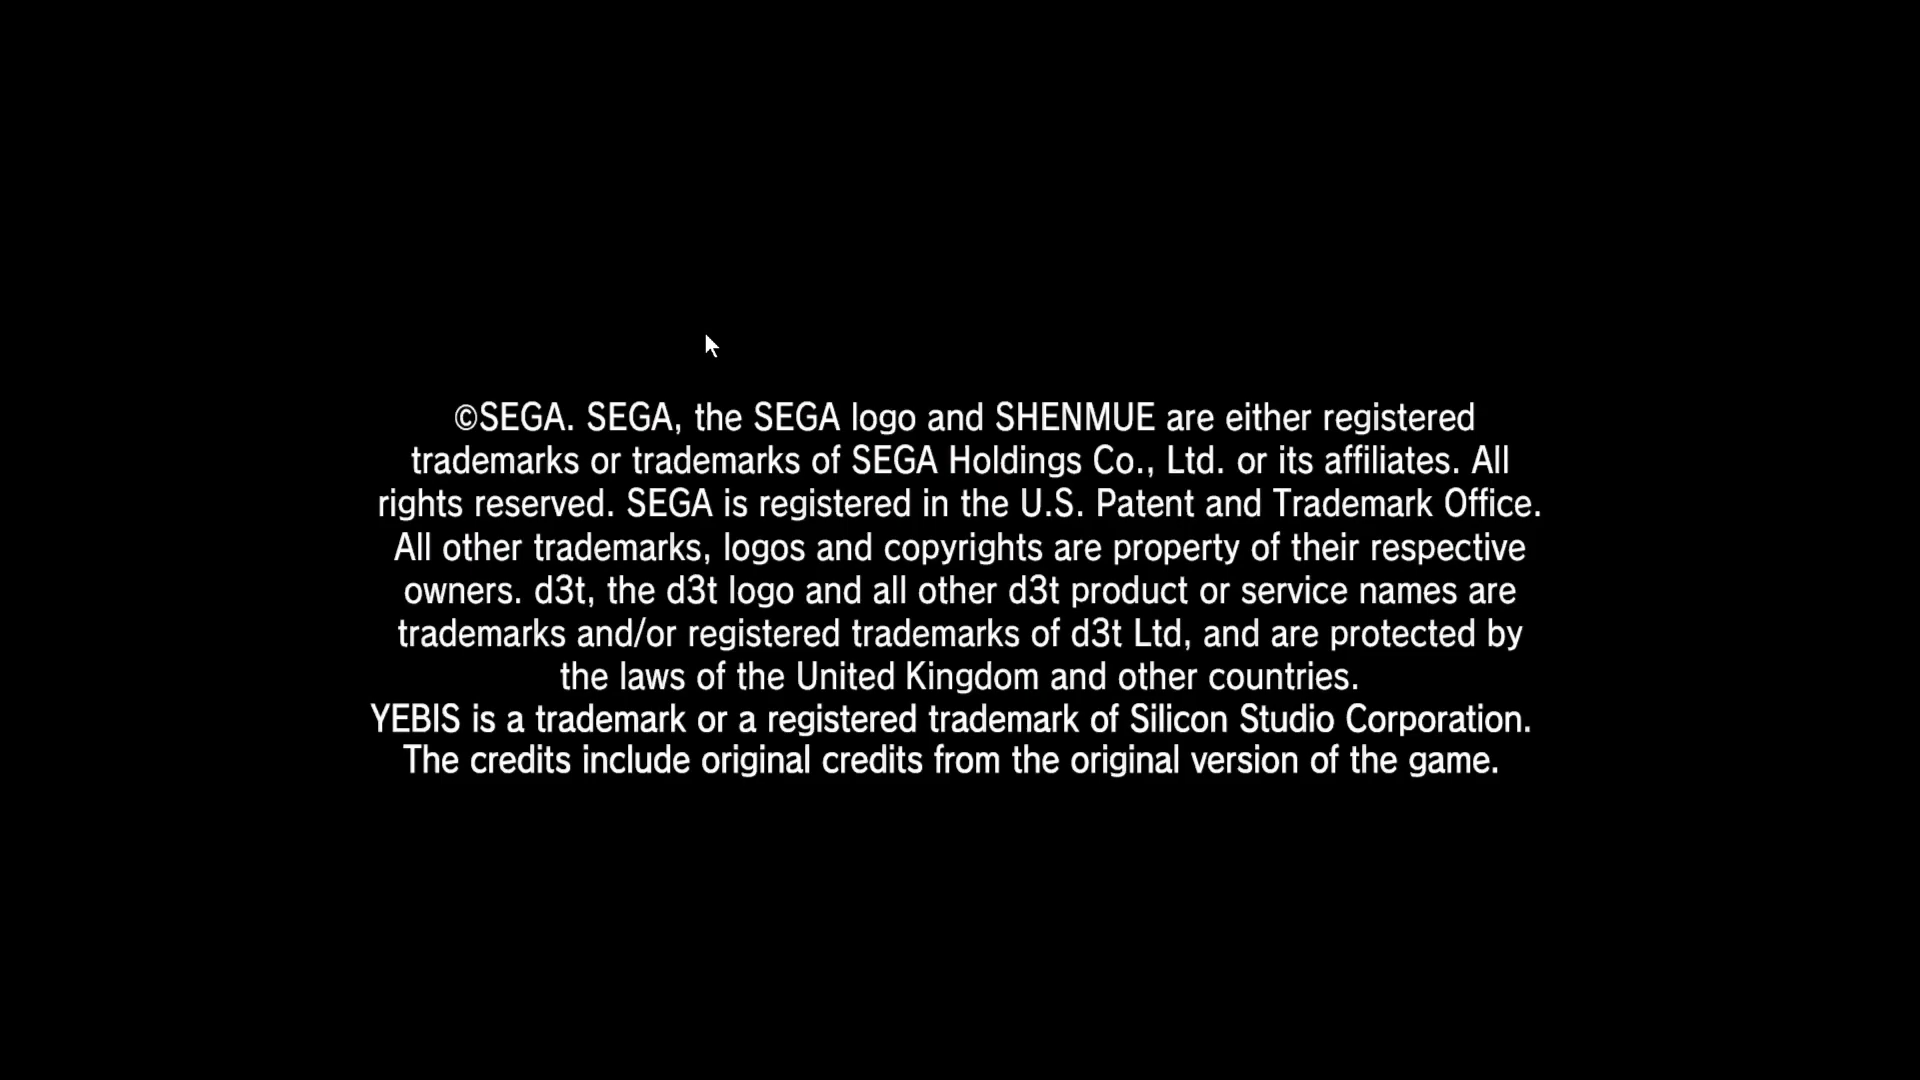 ©SEGA. SEGA, the SEGA logo and SHENMUE are either registered
trademarks or trademarks of SEGA Holdings Co., Ltd. or its affiliates. All
rights reserved. SEGA is registered in the U.S. Patent and Trademark Office.
All other trademarks, logos and copyrights are property of their respective
owners. d3t, the d3t logo and all other d3t product or service names are
trademarks and/or registered trademarks of d3t Ltd, and are protected by
the laws of the United Kingdom and other countries.
YEBIS is a trademark or a registered trademark of Silicon Studio Corporation.
The credits include original credits from the original version of the game.